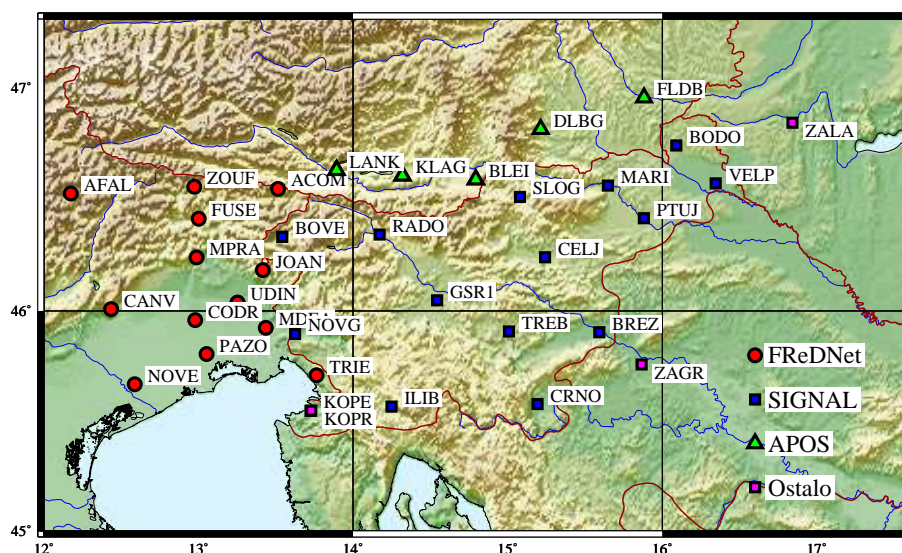 47°
FLDB
DLBG
ZALA
BODO
LANK
KLAG
BLEI
MARI
VELP
AFAL
ZOUF
ACOM
SLOG
FUSE
PTUJ
BOVE
RADO
MPRA
CELJ
JOAN
GSR1
46°
CANV
UDIN
CODR
MDEA
NOVG
TREB
BREZ
PAZO
FReDNet
NOVE
TRIE
ZAGR
KOPE
KOPR
ILIB
CRNO
SIGNAL
APOS
Ostalo
45°
12°
13°
14°
15°
16°
17°